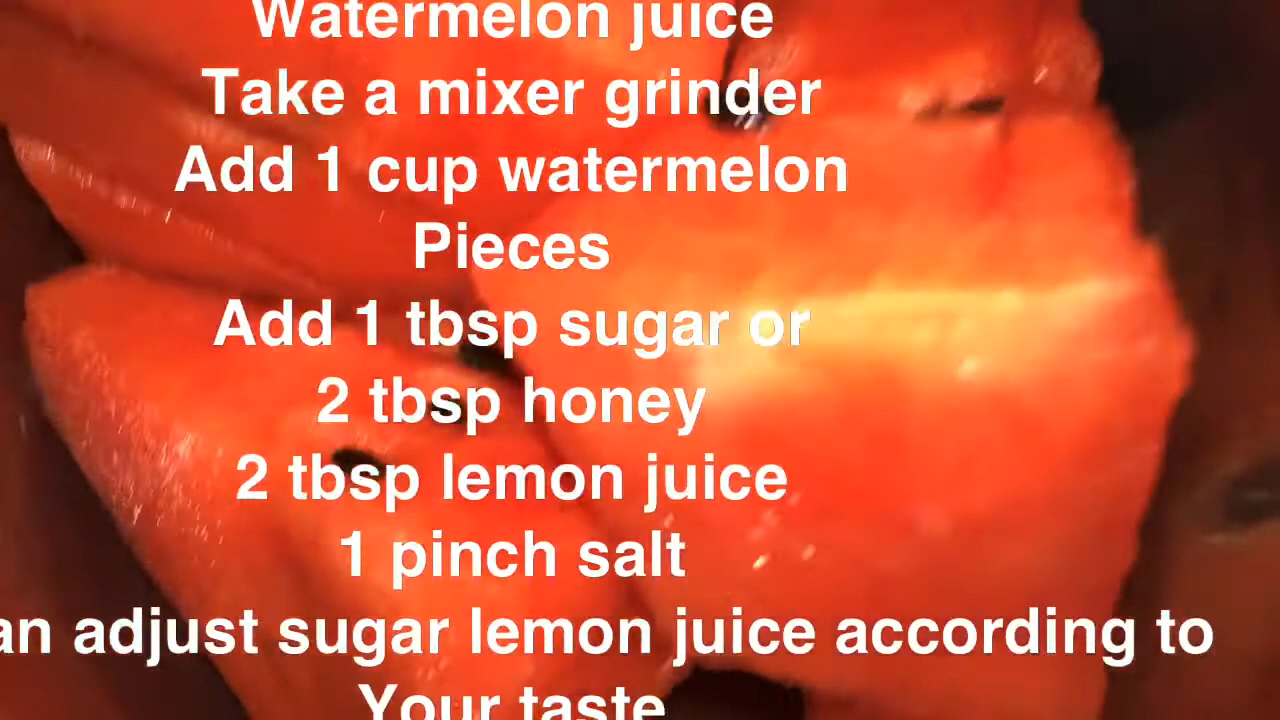 Watermelon juice
Take a mixer grinder
Add 1 cup watermelon
Pieces
Add 1 tbsp sugar or
2 tbsp honey
2 tbsp lemon juice
1 pinch salt
an adjust sugar lemon juice according to
Your taste